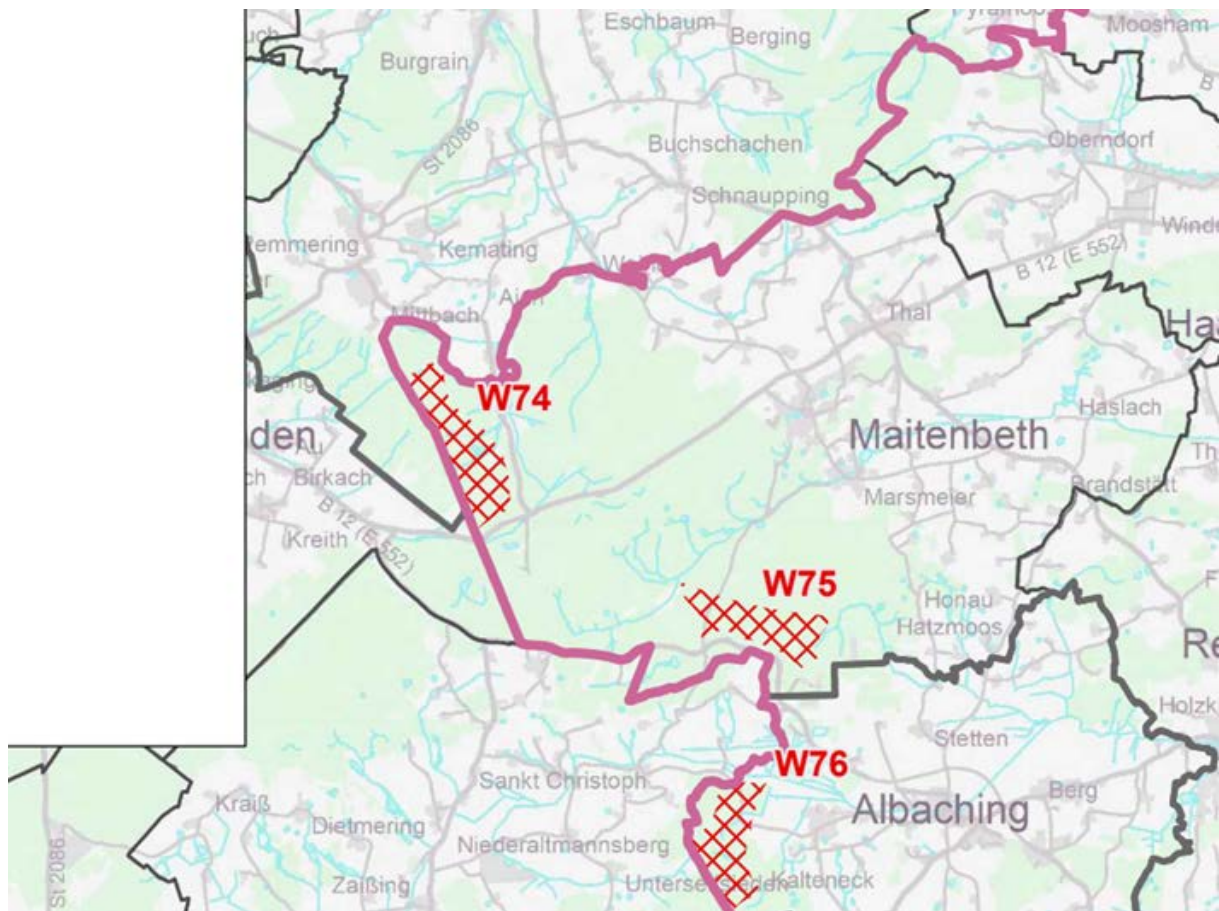 Eschbaum
Moosham
Berging
Burgrain
St 2086
Buchschachen
Oberndorf
Schnaupping
Kemating
B 12 (E 552)
Mittbach
Thal
W74
Haslach
Maitenbeth
Birkach
Au
Marsmeier
Brandstätt
B 12 (E 552)
Kreith
W75
Honau
Hatzmoos
Stetten
W76
Sankt Christoph
Berg
Kraiß
Albaching
Dietmering
Niederaltmannsberg
St 2086
Zaißing
Kalteneck